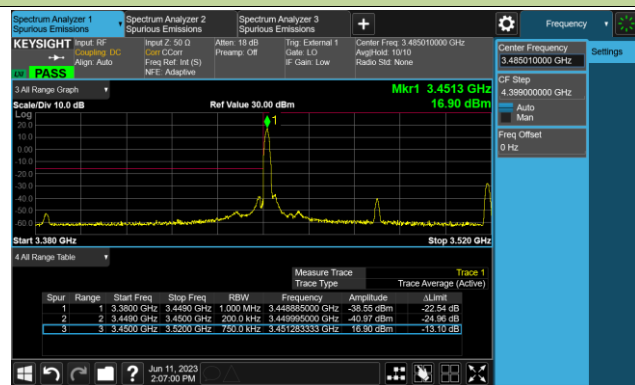 Spectrum Analyzer 1
Spurious Emissions
Spectrum Analyzer 2
Spurious Emissions
Spectrum Analyzer 3
Spurious Emissions
Frequency
KEYSIGHT
Input: RF
Coupling: DC
Align: Auto
Input Z: 50 Ω
Corr CCorr
Freq Ref: Int (S)
NFE: Adaptive
Atten: 18 dB
Preamp: Off
Trig: External 1
Gate: LO
IF Gain: Low
Center Freq: 3.485010000 GHz
Avg|Hold: 10/10
Radio Std: None
PASS
Center Frequency
3.485010000 GHz
Settings
CF Step
4.399000000 GHz
Auto
Man
Freq Offset
0 Hz
3 All Range Graph
Mkr1 3.4513 GHz
Scale/Div 10.0 dB
Ref Value 30.00 dBm
16.90 dBm
Log
20.0
10.0
0.00
-10.0
-20.0
-30.0
-40.0
-50.0
-60.0
1
Start 3.380 GHz
Stop 3.520 GHz
4 All Range Table
Measure Trace
Trace 1
Trace Type
Trace Average (Active)
Spur Range Start Freq Stop Freq RBW Frequency Amplitude ΔLimit
1 1 3.3800 GHz 3.4490 GHz 1.000 MHz 3.448885000 GHz -38.55 dBm -22.54 dB
2 2 3.4490 GHz 3.4500 GHz 200.0 kHz 3.449995000 GHz -40.97 dBm -24.96 dB
3 3 3.4500 GHz 3.5200 GHz 750.0 kHz 3.451283333 GHz 16.90 dBm -13.10 dB
Jun 11, 2023
2:07:00 PM